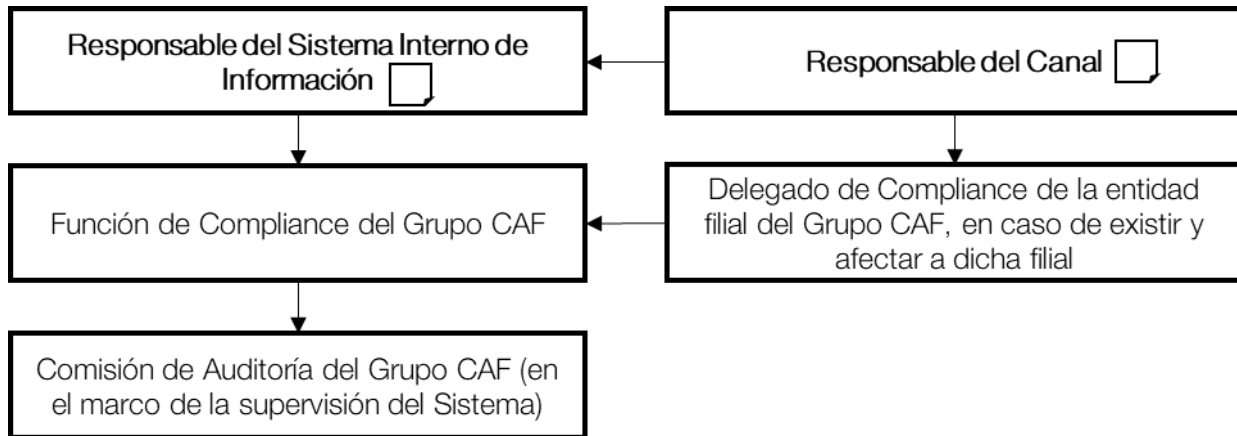 Responsable del Sistema Interno de
Información
Responsable del Canal
Función de Compliance del Grupo CAF
Delegado de Compliance de la entidad
filial del Grupo CAF, en caso de existir y
afectar a dicha filial
Comisión de Auditoría del Grupo CAF (en
el marco de la supervisión del Sistema)